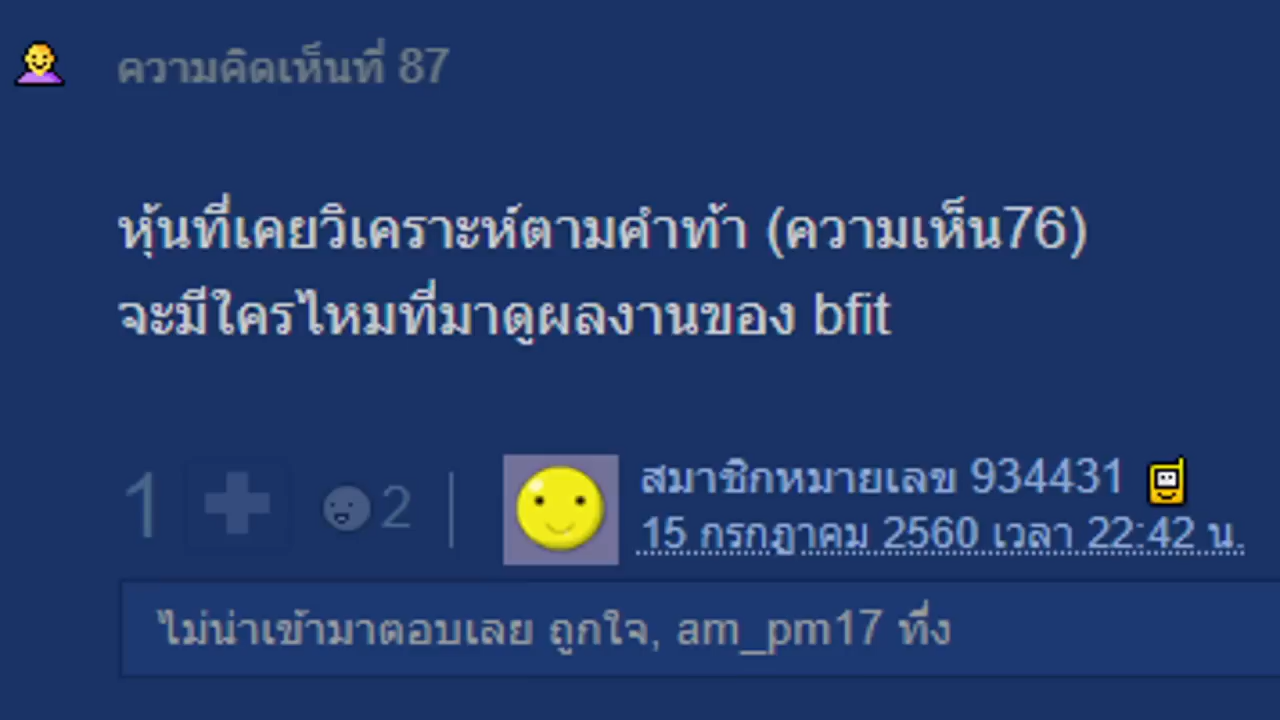 ความคิดเห็นที่ 87
หุ้นที่เคยวิเคราะห์ตามคำท้า (ความเห็น76)
จะมีใครไหมที่มาดูผลงานของ bfit
1 2 สมาชิกหมายเลข 934431
15 กรกฎาคม 2560 เวลา 22:42 น.
ไม่น่าเข้ามาตอบเลย ถูกใจ, am_pm17 ทึ่ง